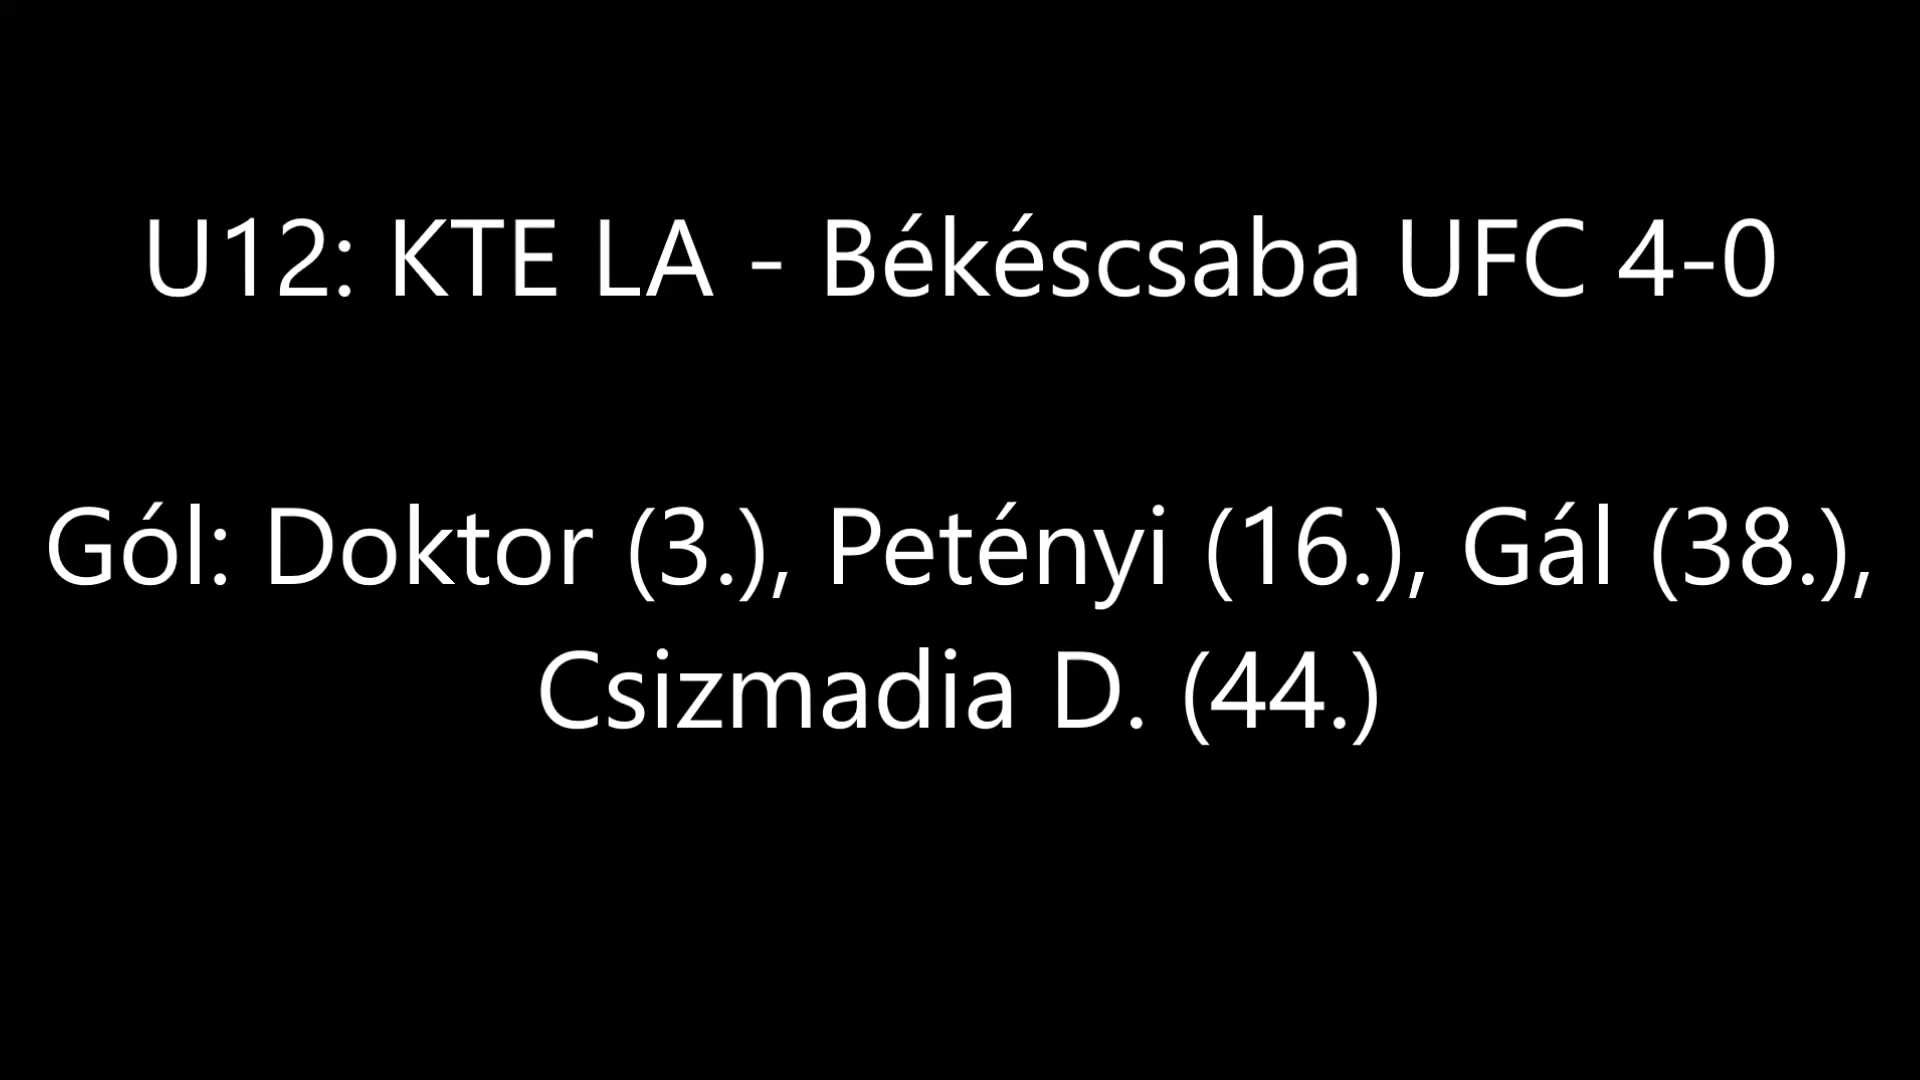 U12: KTE LA - Békéscsaba UFC 4-0
Gól: Doktor (3.), Petényi (16.), Gál (38.),
Csizmadia D. (44.)